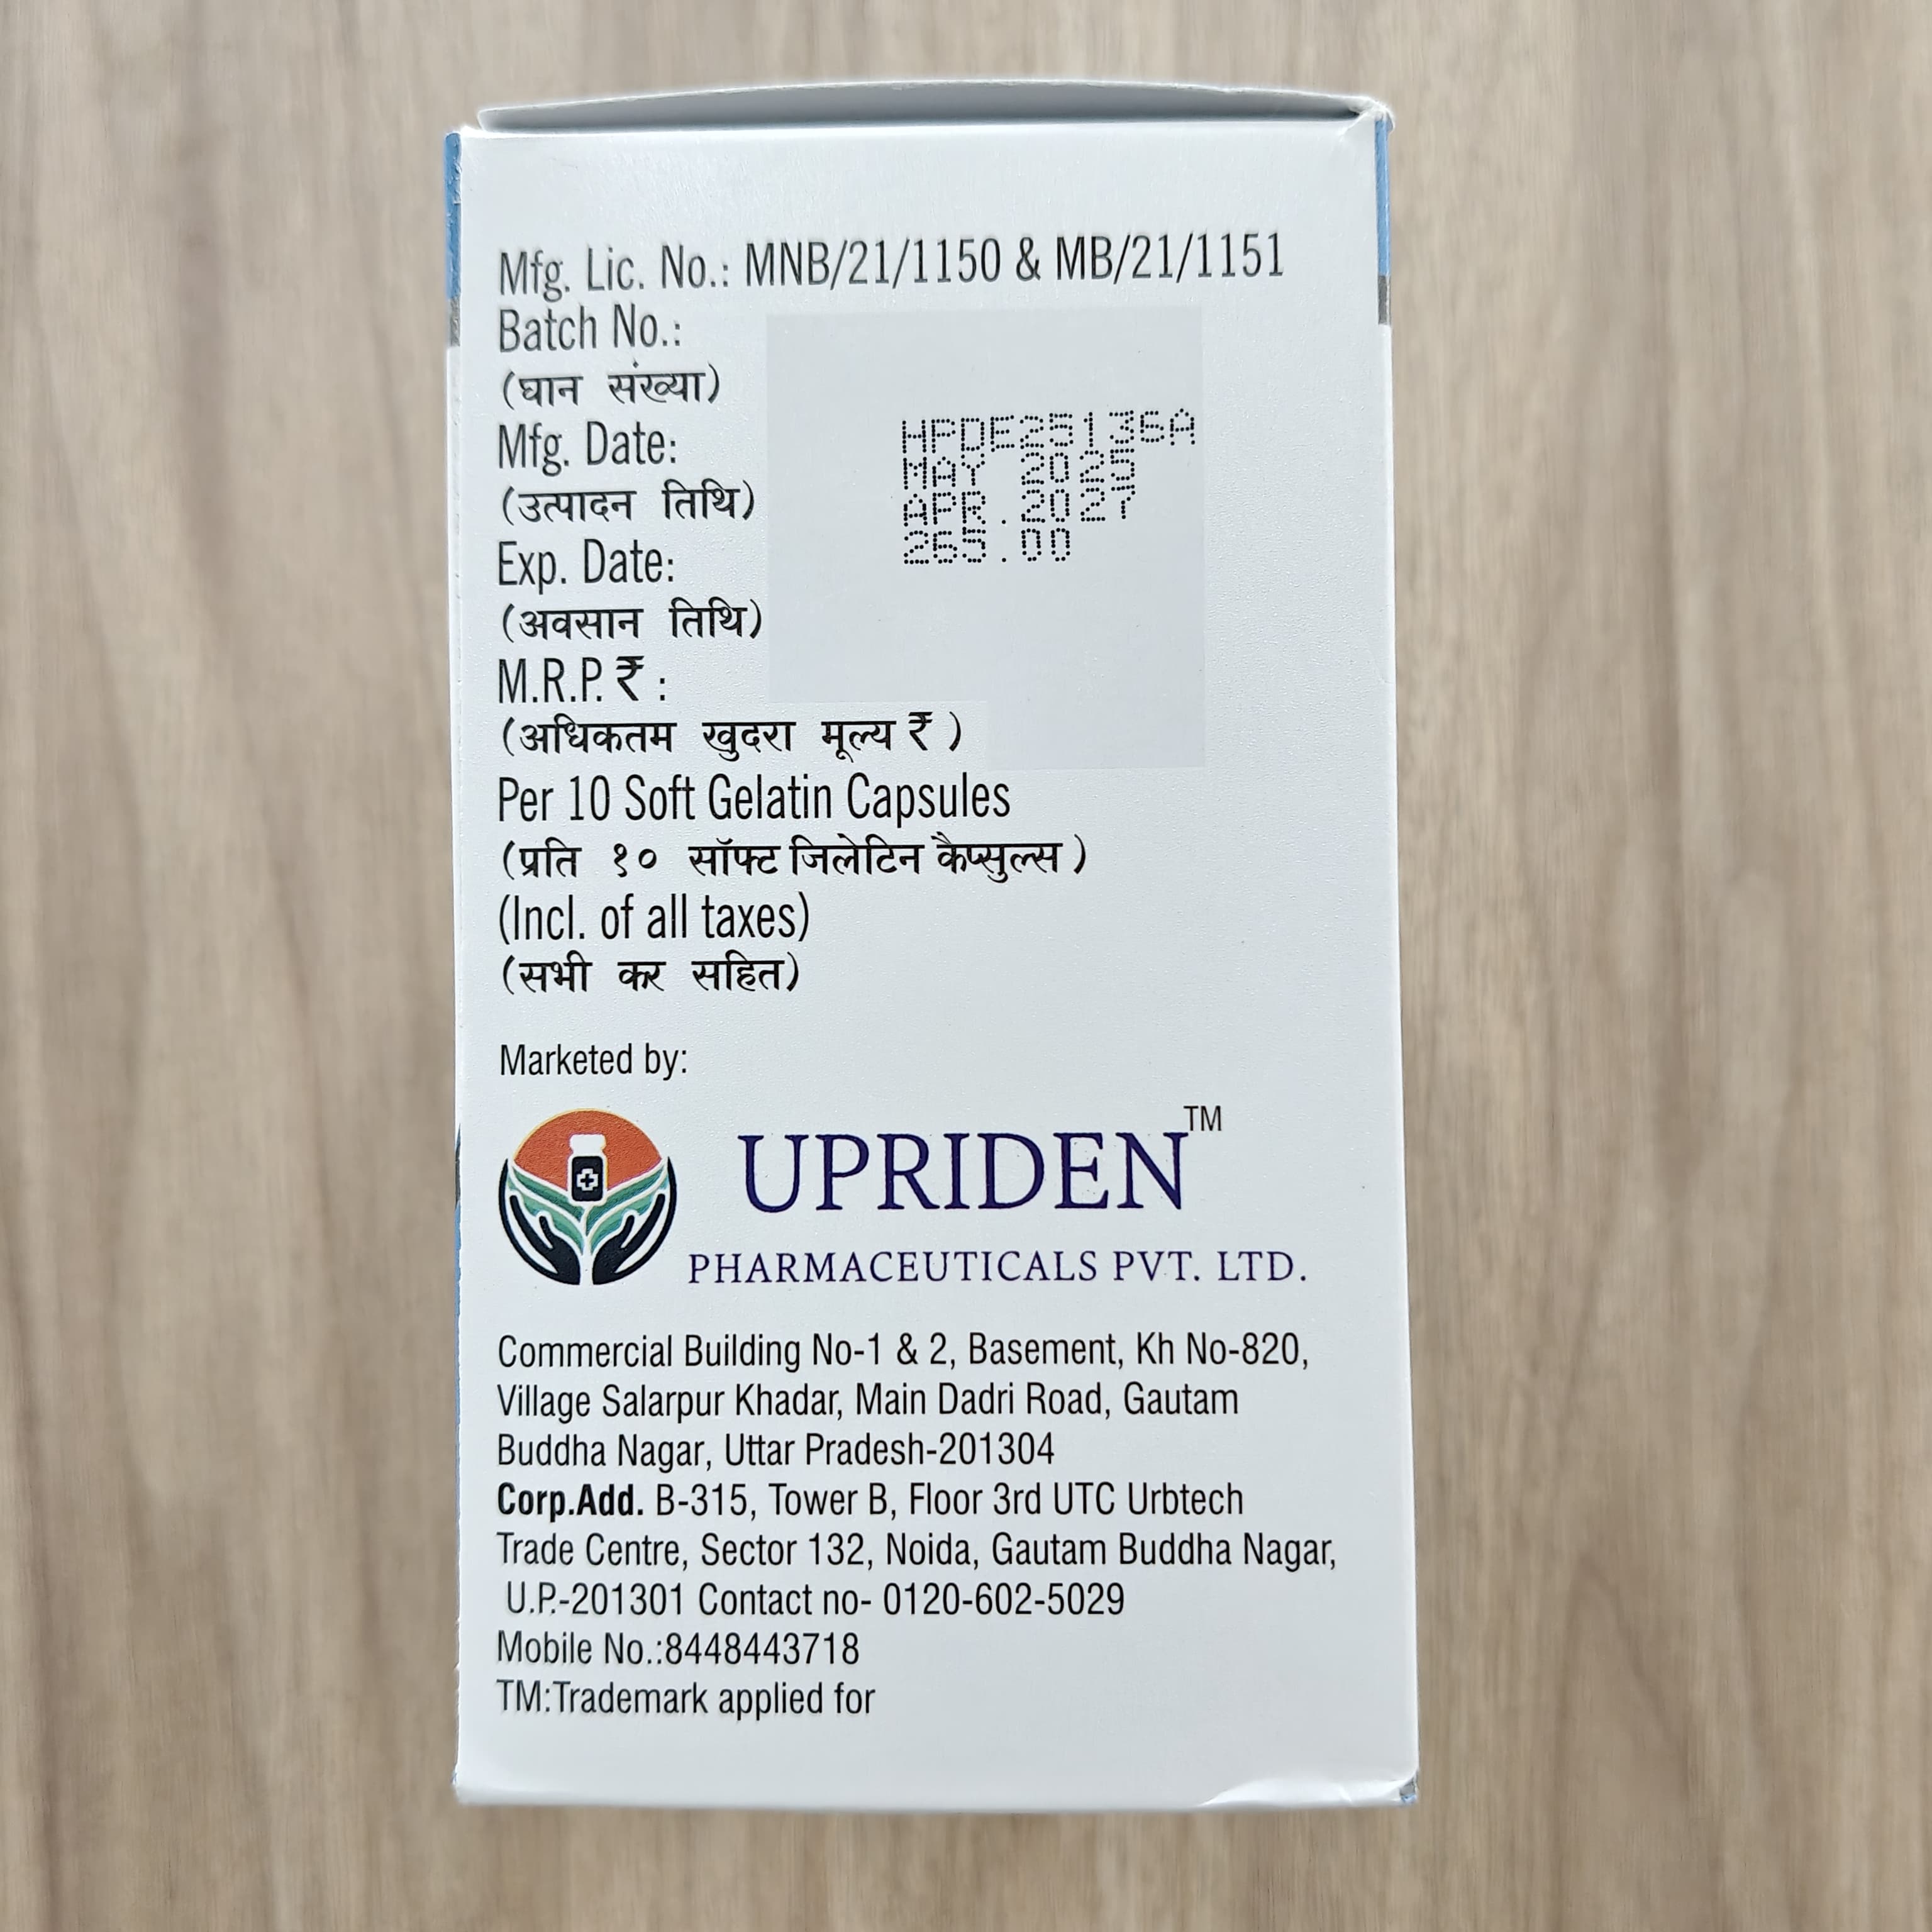 Mfg. Lic. No.: MNB/21/1150 & MB/21/1151
Batch No.:
(घान संख्या)
Mfg. Date:
(उत्पादन तिथि)
Exp. Date:
(अवसान तिथि)
M.R.P. ₹ :
(अधिकतम खुदरा मूल्य ₹ )
HPDE25136A
MAY 2025
APR.2027
265.00
Per 10 Soft Gelatin Capsules
(प्रति १० सॉफ्ट जिलेटिन कैप्सुल्स )
(Incl. of all taxes)
(सभी कर सहित)
Marketed by:
UPRIDEN™
PHARMACEUTICALS PVT. LTD.
Commercial Building No-1 & 2, Basement, Kh No-820,
Village Salarpur Khadar, Main Dadri Road, Gautam
Buddha Nagar, Uttar Pradesh-201304
Corp.Add. B-315, Tower B, Floor 3rd UTC Urbtech
Trade Centre, Sector 132, Noida, Gautam Buddha Nagar,
U.P.-201301 Contact no- 0120-602-5029
Mobile No.:8448443718
TM:Trademark applied for